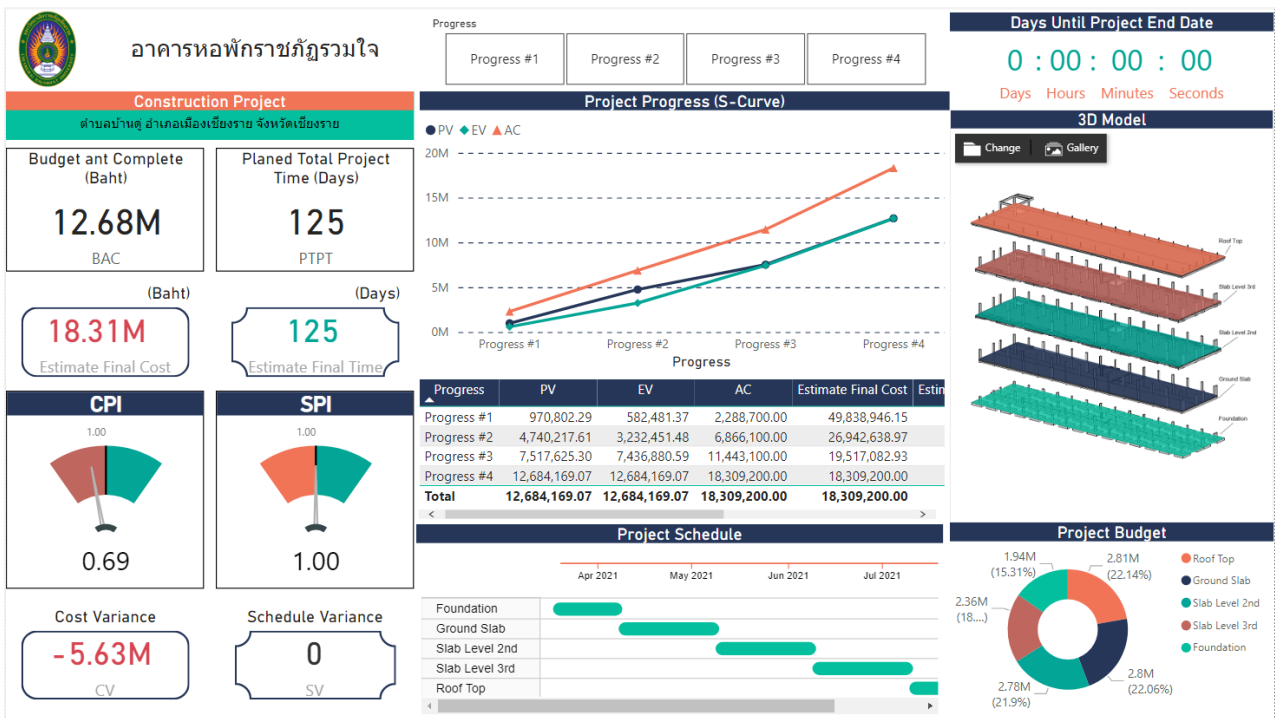 อาคารหอพักราชภัฏรวมใจ
Construction Project
ตำบลบ้านดู่ อำเภอเมืองเชียงราย จังหวัดเชียงราย
Budget ant Complete
(Baht)
12.68M
BAC
Planed Total Project
Time (Days)
125
PTPT
(Baht)
18.31M
Estimate Final Cost
(Days)
125
Estimate Final Time
CPI
1.00
0.69
SPI
1.00
1.00
Cost Variance
-5.63M
CV
Schedule Variance
0
SV
Progress
Progress #1
Progress #2
Progress #3
Progress #4
Project Progress (S-Curve)
PV EV AC
20M
15M
10M
5M
0M
Progress #1 Progress #2 Progress #3 Progress #4
Progress
Progress PV EV AC Estimate Final Cost Estin
Progress #1 970,802.29 582,481.37 2,288,700.00 49,838,946.15
Progress #2 4,740,217.61 3,232,451.48 6,866,100.00 26,942,638.97
Progress #3 7,517,625.30 7,436,880.59 11,443,100.00 19,517,082.93
Progress #4 12,684,169.07 12,684,169.07 18,309,200.00 18,309,200.00
Total 12,684,169.07 12,684,169.07 18,309,200.00 18,309,200.00
Project Schedule
Apr 2021 May 2021 Jun 2021 Jul 2021
Foundation
Ground Slab
Slab Level 2nd
Slab Level 3rd
Roof Top
Days Until Project End Date
0 : 00 : 00 : 00
Days Hours Minutes Seconds
3D Model
Change Gallery
Roof Top
Slab Level 3rd
Slab Level 2nd
Ground Slab
Foundation
Project Budget
1.94M
(15.31%)
2.81M
(22.14%)
2.36M
(18....)
2.78M
(21.9%)
2.8M
(22.06%)
Roof Top
Ground Slab
Slab Level 2nd
Slab Level 3rd
Foundation